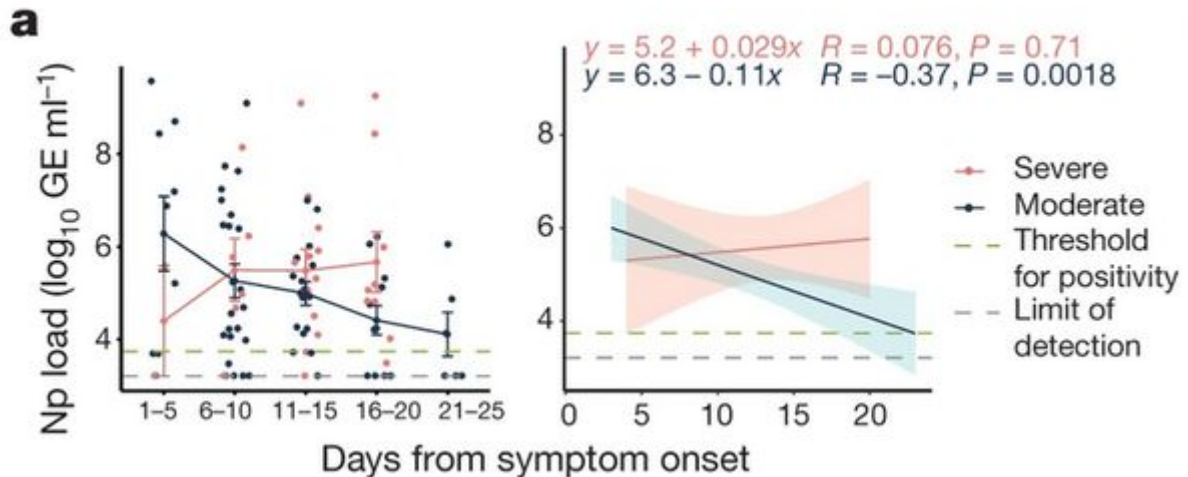 a
y = 5.2 + 0.029x R = 0.076, P = 0.71
y = 6.3 – 0.11x R = –0.37, P = 0.0018
Np load (log₁₀ GE ml⁻¹)
8
6
4
1–5 6–10 11–15 16–20 21–25
8
6
4
0 5 10 15 20
Severe
Moderate
Threshold
for positivity
Limit of
detection
Days from symptom onset